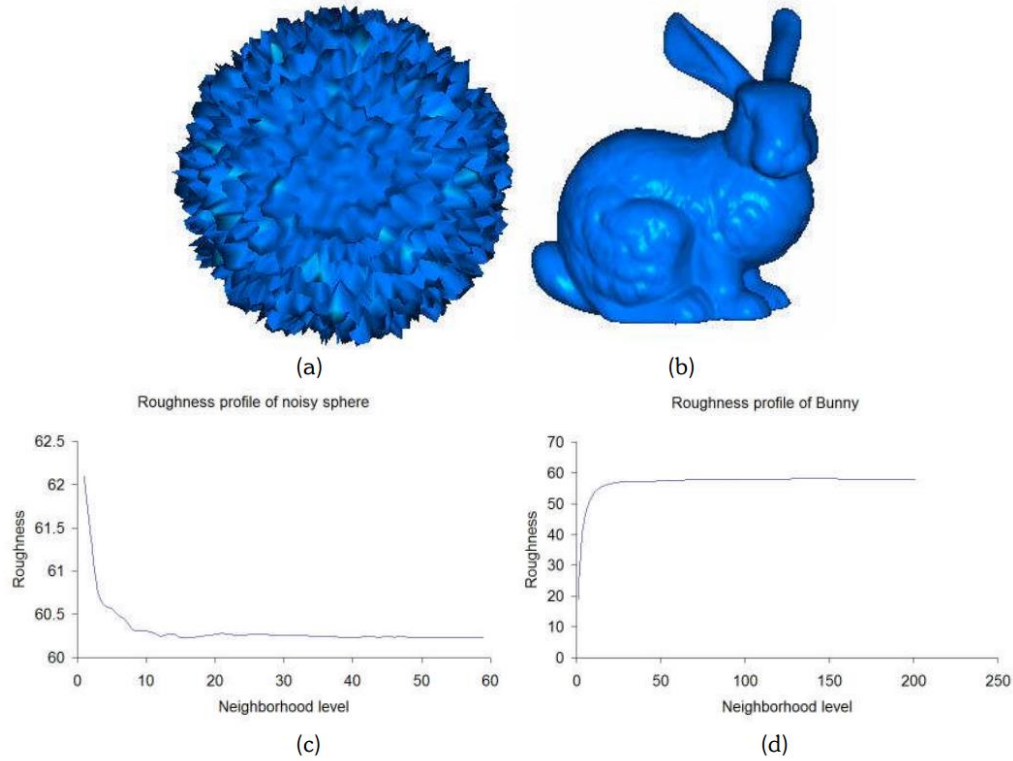 (a)
(b)
Roughness profile of noisy sphere
62.5
62
61.5
61
60.5
60
Roughness
0 10 20 30 40 50 60
Neighborhood level
(c)
Roughness profile of Bunny
70
60
50
40
30
20
10
0
Roughness
0 50 100 150 200 250
Neighborhood level
(d)